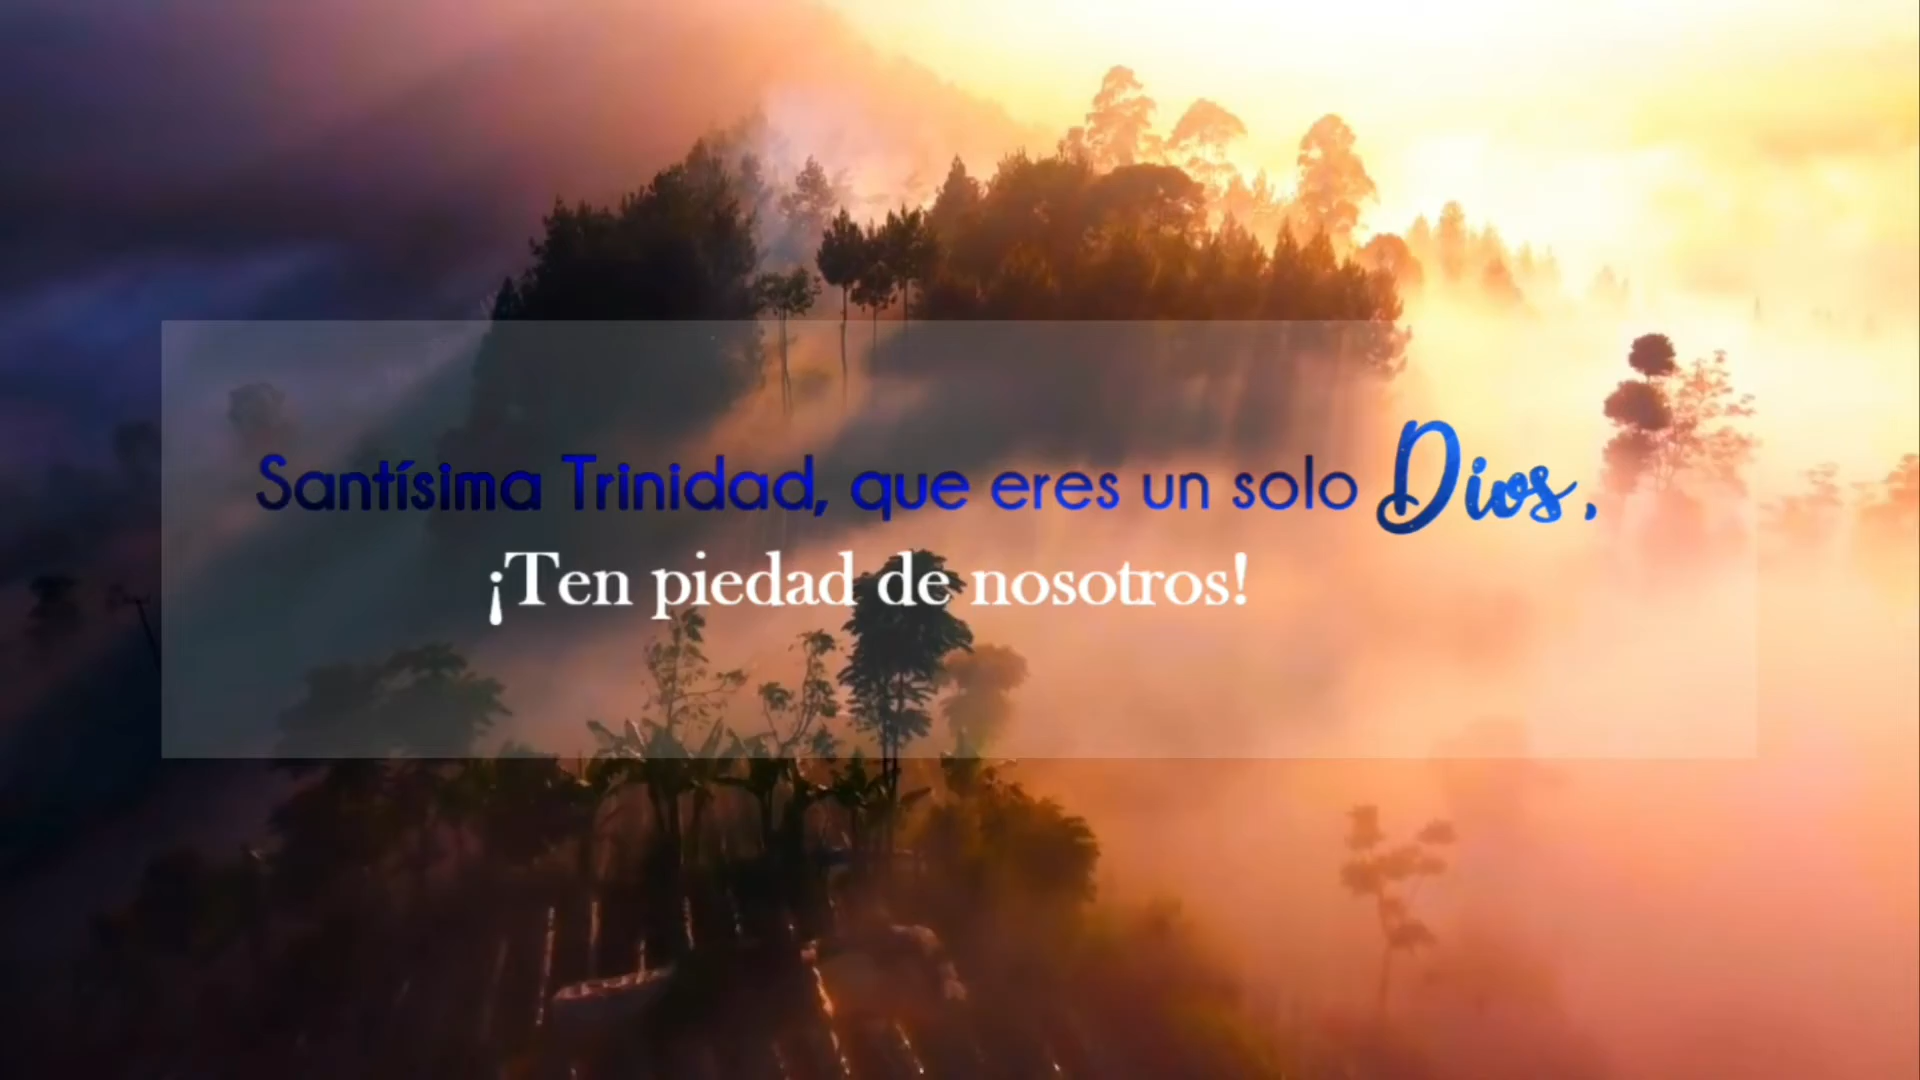 Santísima Trinidad, que eres un solo Dios.
¡Ten piedad de nosotros!